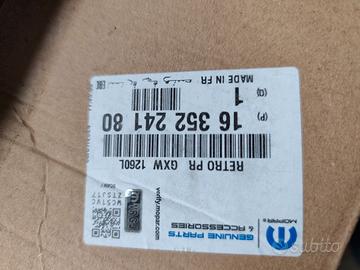 MOPAR
GENUINE PARTS
& ACCESSORIES
verify.mopar.com
RETRO PR GXW 1260L
(P) 16 352 241 80
(Q) 1
MADE IN FR
EAC
subito